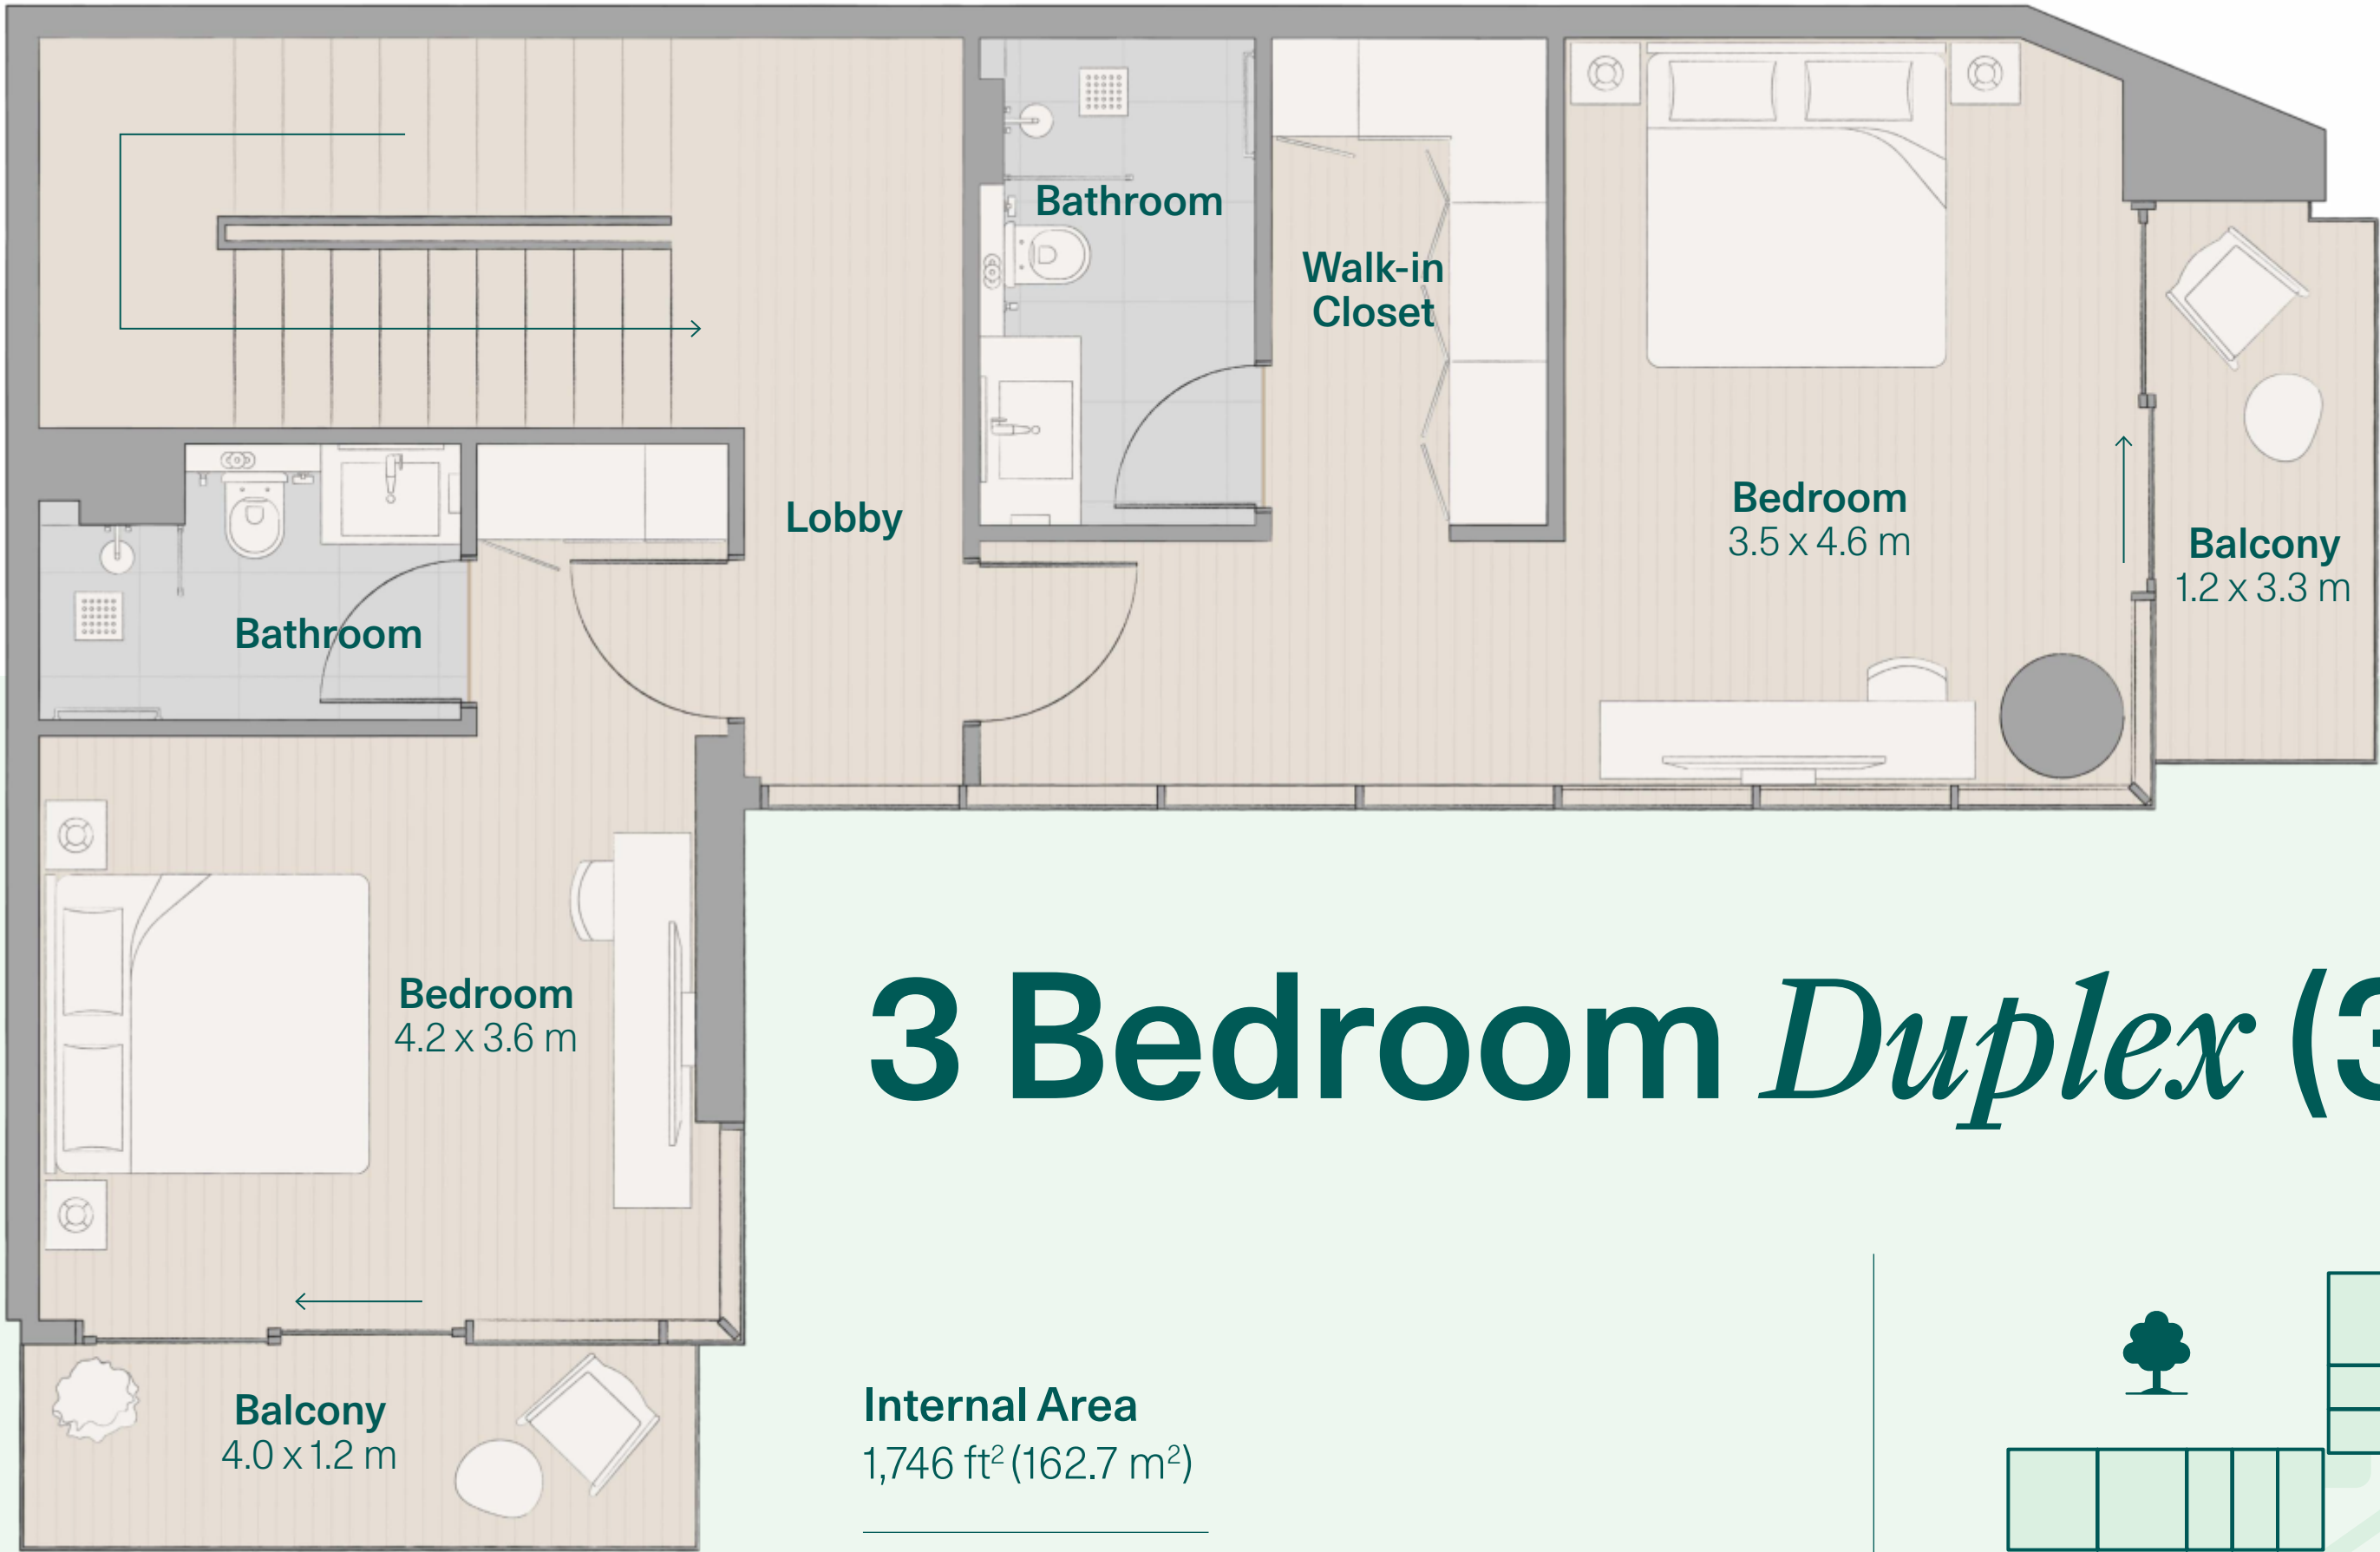 Bathroom
Walk-in
Closet
Bedroom
3.5 x 4.6 m
Lobby
Balcony
1.2 x 3.3 m
Bathroom
Bedroom
4.2 x 3.6 m
3 Bedroom Duplex (3
Balcony
4.0 x 1.2 m
Internal Area
1,746 ft² (162.7 m²)